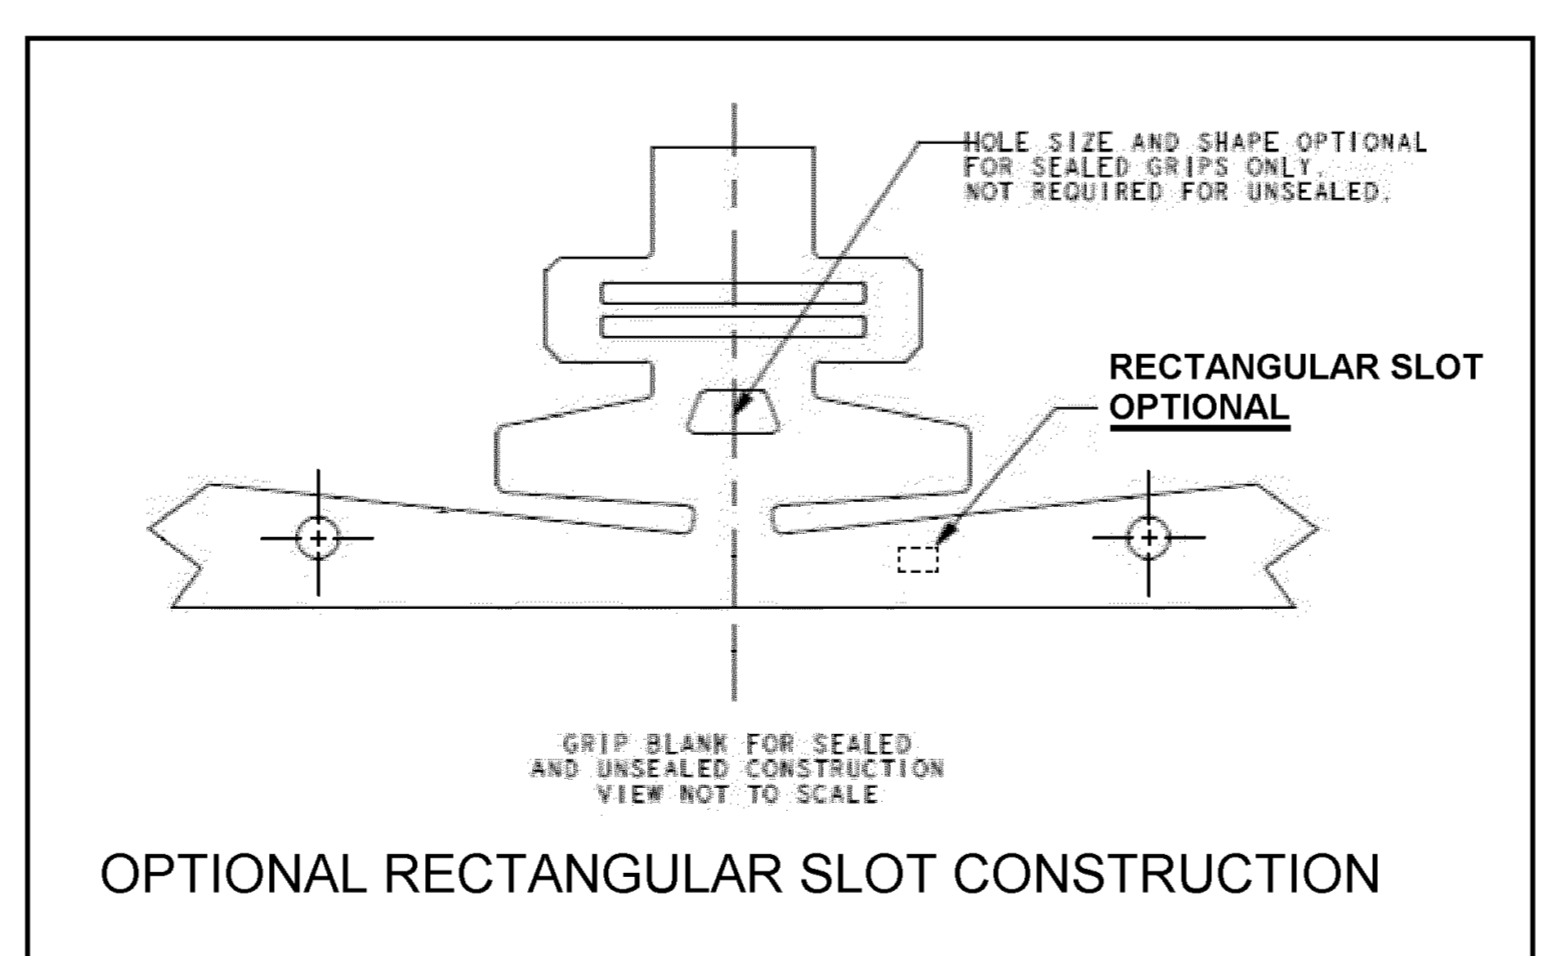 HOLE SIZE AND SHAPE OPTIONAL
FOR SEALED GRIPS ONLY.
NOT REQUIRED FOR UNSEALED.
RECTANGULAR SLOT
OPTIONAL
GRIP BLANK FOR SEALED
AND UNSEALED CONSTRUCTION
VIEW NOT TO SCALE
OPTIONAL RECTANGULAR SLOT CONSTRUCTION